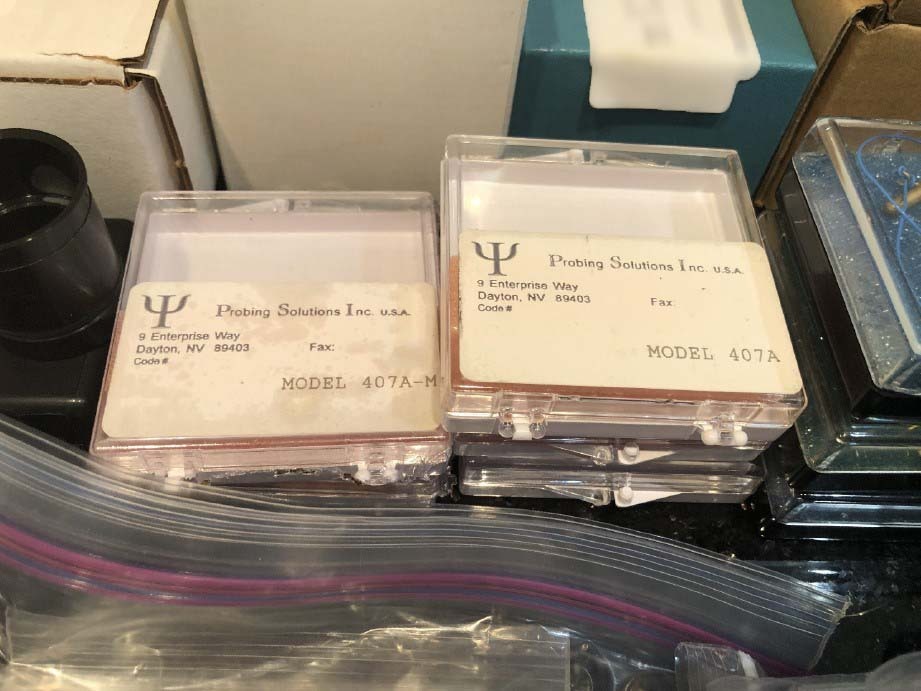 Ψ Probing Solutions Inc. U.S.A.
9 Enterprise Way
Dayton, NV 89403 Fax:
Code #
MODEL 407A-M
Ψ Probing Solutions Inc. U.S.A.
9 Enterprise Way
Dayton, NV 89403 Fax:
Code #
MODEL 407A